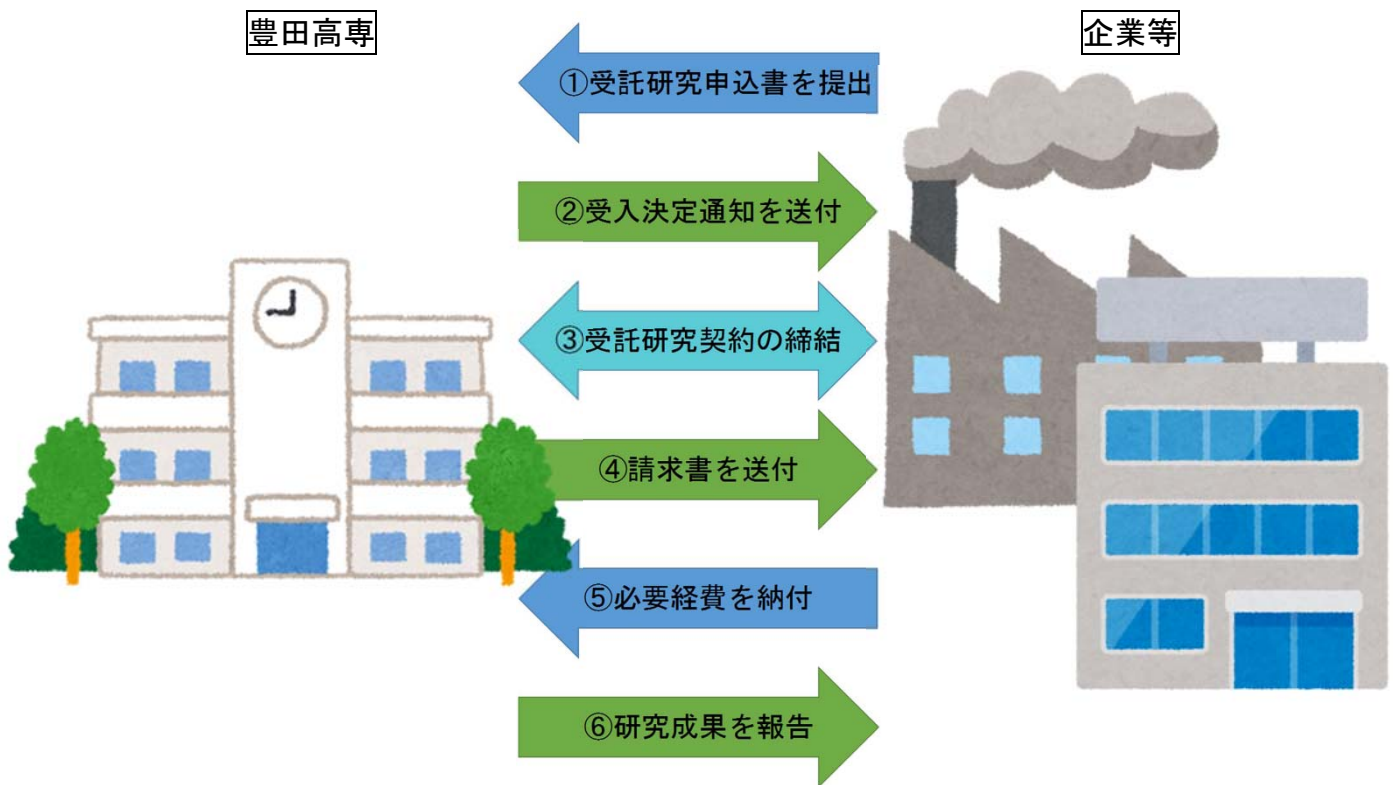 豊田高専
企業等
①受託研究申込書を提出
②受入決定通知を送付
③受託研究契約の締結
④請求書を送付
⑤必要経費を納付
⑥研究成果を報告